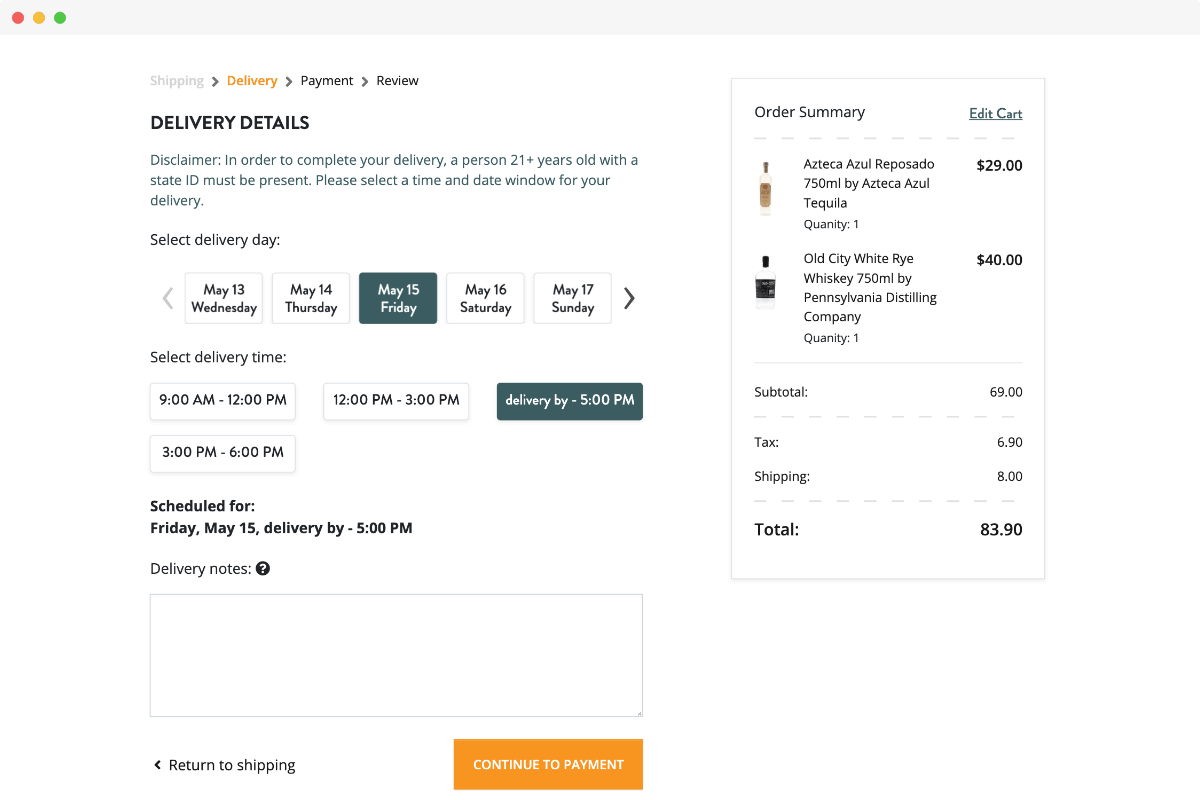 Shipping > Delivery > Payment > Review
DELIVERY DETAILS
Disclaimer: In order to complete your delivery, a person 21+ years old with a
state ID must be present. Please select a time and date window for your
delivery.
Select delivery day:
May 13 Wednesday
May 14 Thursday
May 15 Friday
May 16 Saturday
May 17 Sunday
Select delivery time:
9:00 AM - 12:00 PM
12:00 PM - 3:00 PM
delivery by - 5:00 PM
3:00 PM - 6:00 PM
Scheduled for:
Friday, May 15, delivery by - 5:00 PM
Delivery notes: ?
Return to shipping
CONTINUE TO PAYMENT
Order Summary
Edit Cart
Azteca Azul Reposado
750ml by Azteca Azul
Tequila
$29.00
Quanity: 1
Old City White Rye
Whiskey 750ml by
Pennsylvania Distilling
Company
$40.00
Quanity: 1
Subtotal: 69.00
Tax: 6.90
Shipping: 8.00
Total: 83.90